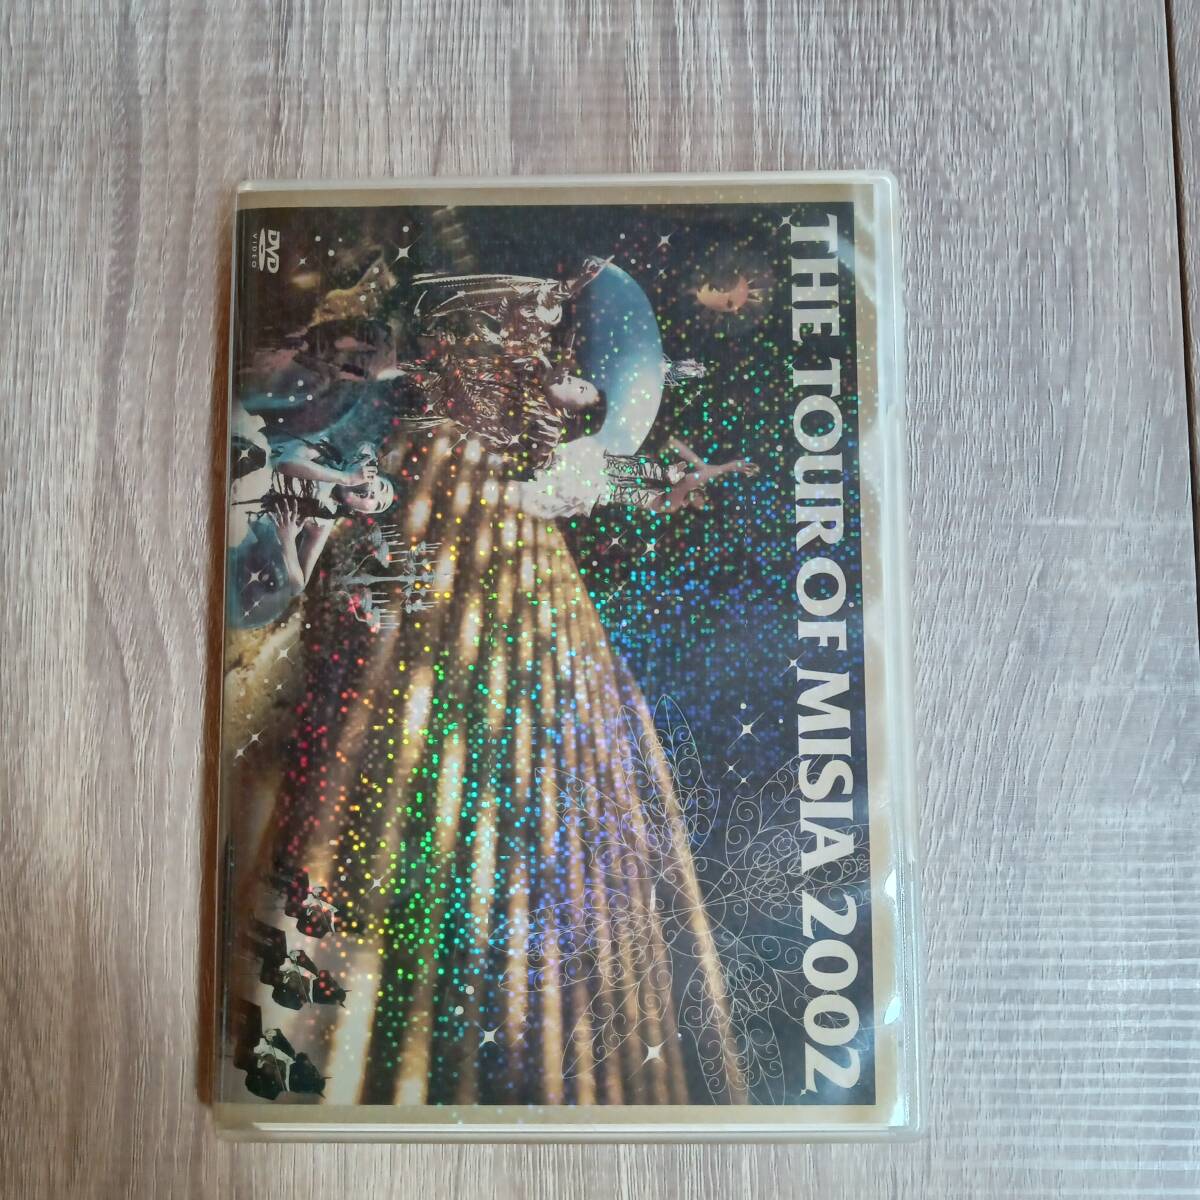 THE TOUR OF MISIA 2002
DVD
VIDEO